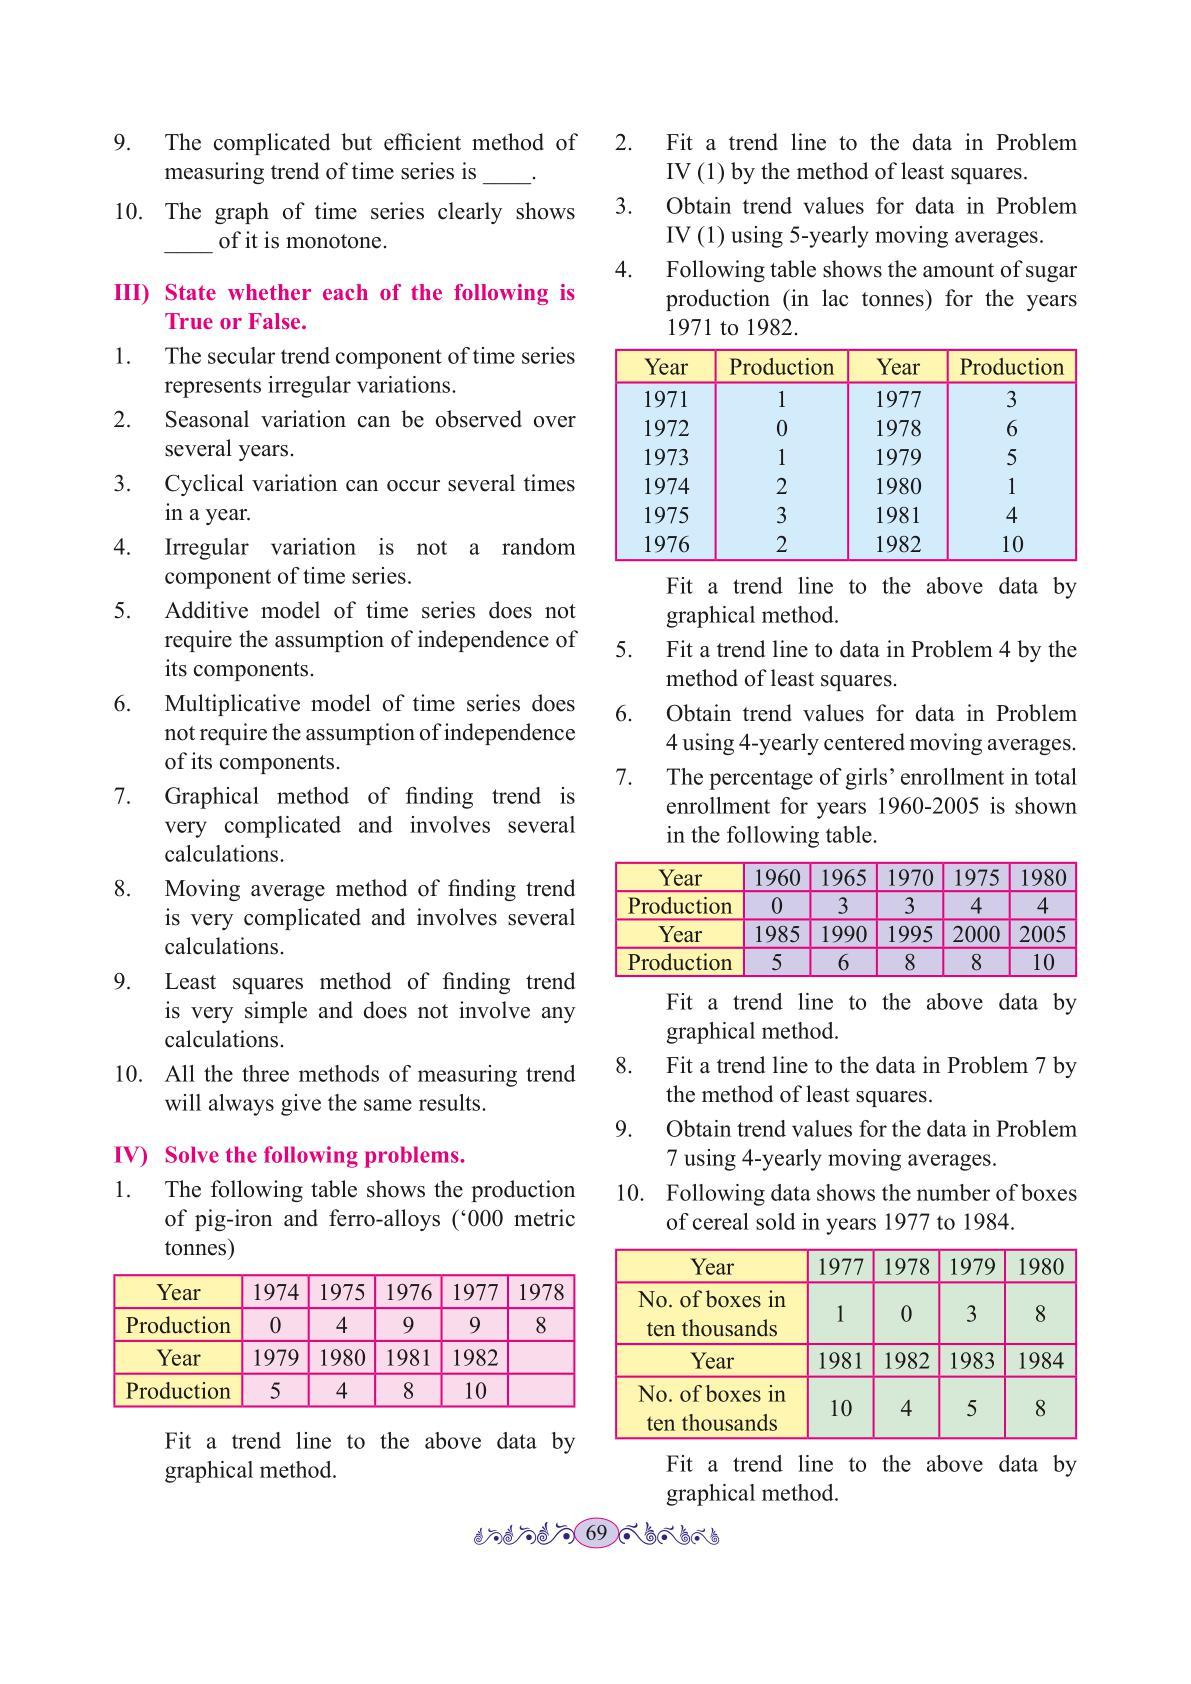 9. The complicated but efficient method of
measuring trend of time series is ____.
10. The graph of time series clearly shows
____ of it is monotone.
III) State whether each of the following is
True or False.
1. The secular trend component of time series
represents irregular variations.
2. Seasonal variation can be observed over
several years.
3. Cyclical variation can occur several times
in a year.
4. Irregular variation is not a random
component of time series.
5. Additive model of time series does not
require the assumption of independence of
its components.
6. Multiplicative model of time series does
not require the assumption of independence
of its components.
7. Graphical method of finding trend is
very complicated and involves several
calculations.
8. Moving average method of finding trend
is very complicated and involves several
calculations.
9. Least squares method of finding trend
is very simple and does not involve any
calculations.
10. All the three methods of measuring trend
will always give the same results.
IV) Solve the following problems.
1. The following table shows the production
of pig-iron and ferro-alloys (‘000 metric
tonnes)
Year 1974 1975 1976 1977 1978
Production 0 4 9 9 8
Year 1979 1980 1981 1982
Production 5 4 8 10
Fit a trend line to the above data by
graphical method.
2. Fit a trend line to the data in Problem
IV (1) by the method of least squares.
3. Obtain trend values for data in Problem
IV (1) using 5-yearly moving averages.
4. Following table shows the amount of sugar
production (in lac tonnes) for the years
1971 to 1982.
Year Production Year Production
1971 1 1977 3
1972 0 1978 6
1973 1 1979 5
1974 2 1980 1
1975 3 1981 4
1976 2 1982 10
Fit a trend line to the above data by
graphical method.
5. Fit a trend line to data in Problem 4 by the
method of least squares.
6. Obtain trend values for data in Problem
4 using 4-yearly centered moving averages.
7. The percentage of girls’ enrollment in total
enrollment for years 1960-2005 is shown
in the following table.
Year 1960 1965 1970 1975 1980
Production 0 3 3 4 4
Year 1985 1990 1995 2000 2005
Production 5 6 8 8 10
Fit a trend line to the above data by
graphical method.
8. Fit a trend line to the data in Problem 7 by
the method of least squares.
9. Obtain trend values for the data in Problem
7 using 4-yearly moving averages.
10. Following data shows the number of boxes
of cereal sold in years 1977 to 1984.
Year 1977 1978 1979 1980
No. of boxes in
ten thousands 1 0 3 8
Year 1981 1982 1983 1984
No. of boxes in
ten thousands 10 4 5 8
Fit a trend line to the above data by
graphical method.
69